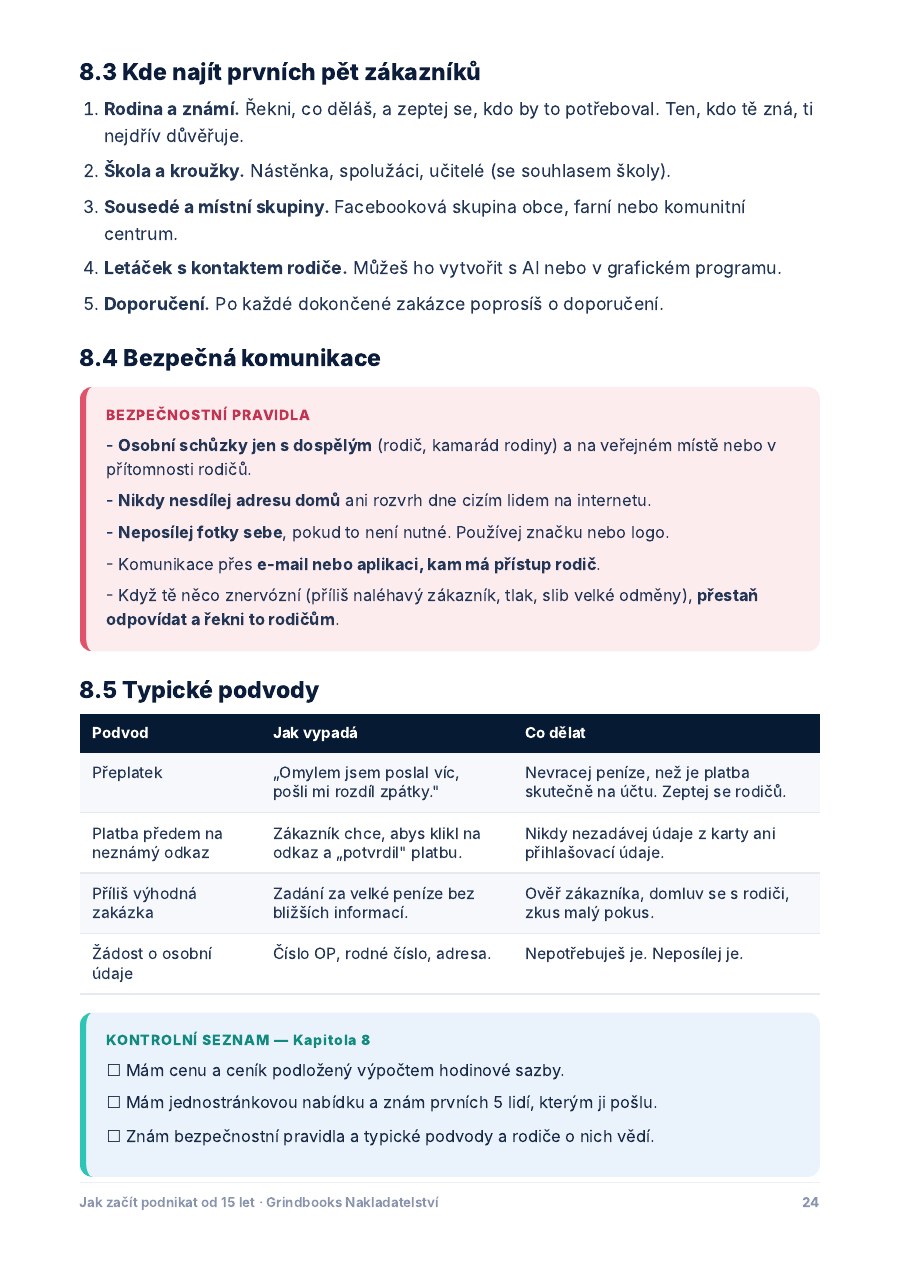 8.3 Kde najít prvních pět zákazníků
1. Rodina a známí. Řekni, co děláš, a zeptej se, kdo by to potřeboval. Ten, kdo tě zná, ti
nejdřív důvěřuje.
2. Škola a kroužky. Nástěnka, spolužáci, učitelé (se souhlasem školy).
3. Sousedé a místní skupiny. Facebooková skupina obce, farní nebo komunitní
centrum.
4. Letáček s kontaktem rodiče. Můžeš ho vytvořit s AI nebo v grafickém programu.
5. Doporučení. Po každé dokončené zakázce poprosíš o doporučení.
8.4 Bezpečná komunikace
BEZPEČNOSTNÍ PRAVIDLA
- Osobní schůzky jen s dospělým (rodič, kamarád rodiny) a na veřejném místě nebo v
přítomnosti rodičů.
- Nikdy nesdílej adresu domů ani rozvrh dne cizím lidem na internetu.
- Neposílej fotky sebe, pokud to není nutné. Používej značku nebo logo.
- Komunikace přes e-mail nebo aplikaci, kam má přístup rodič.
- Když tě něco znervózní (příliš naléhavý zákazník, tlak, slib velké odměny), přestaň
odpovídat a řekni to rodičům.
8.5 Typické podvody
Podvod Jak vypadá Co dělat
Přeplatek „Omylem jsem poslal víc, Nevracej peníze, než je platba
pošli mi rozdíl zpátky." skutečně na účtu. Zeptej se rodičů.
Platba předem na Zákazník chce, abys klikl na Nikdy nezadávej údaje z karty ani
neznámý odkaz odkaz a „potvrdil" platbu. přihlašovací údaje.
Příliš výhodná Zadání za velké peníze bez Ověř zákazníka, domluv se s rodiči,
zakázka bližších informací. zkus malý pokus.
Žádost o osobní Číslo OP, rodné číslo, adresa. Nepotřebuješ je. Neposílej je.
údaje
KONTROLNÍ SEZNAM — Kapitola 8
☐ Mám cenu a ceník podložený výpočtem hodinové sazby.
☐ Mám jednostránkovou nabídku a znám prvních 5 lidí, kterým ji pošlu.
☐ Znám bezpečnostní pravidla a typické podvody a rodiče o nich vědí.
Jak začít podnikat od 15 let · Grindbooks Nakladatelství 24